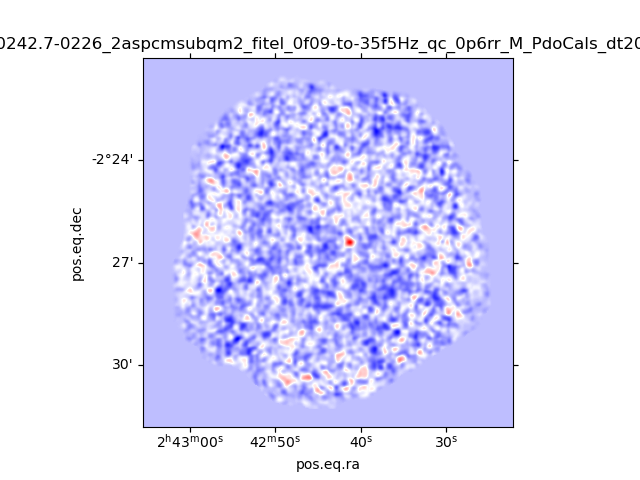 0242.7-0226_2aspcmsubqm2_fitel_0f09-to-35f5Hz_qc_0p6rr_M_PdoCals_dt20
-2°24'
27'
30'
pos.eq.dec
2ʰ43ᵐ00ˢ 42ᵐ50ˢ 40ˢ 30ˢ
pos.eq.ra